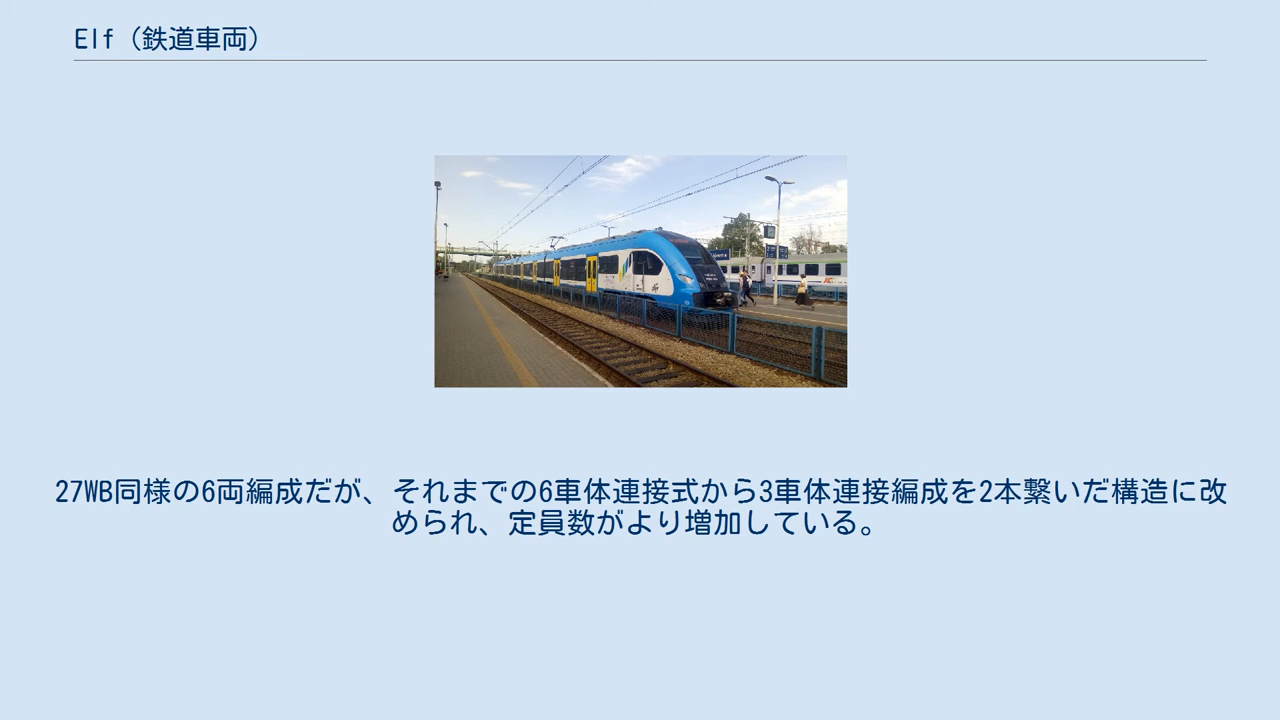 Elf（鉄道車両）
27WB同様の6両編成だが、それまでの6車体連接式から3車体連接編成を2本繋いだ構造に改
められ、定員数がより増加している。